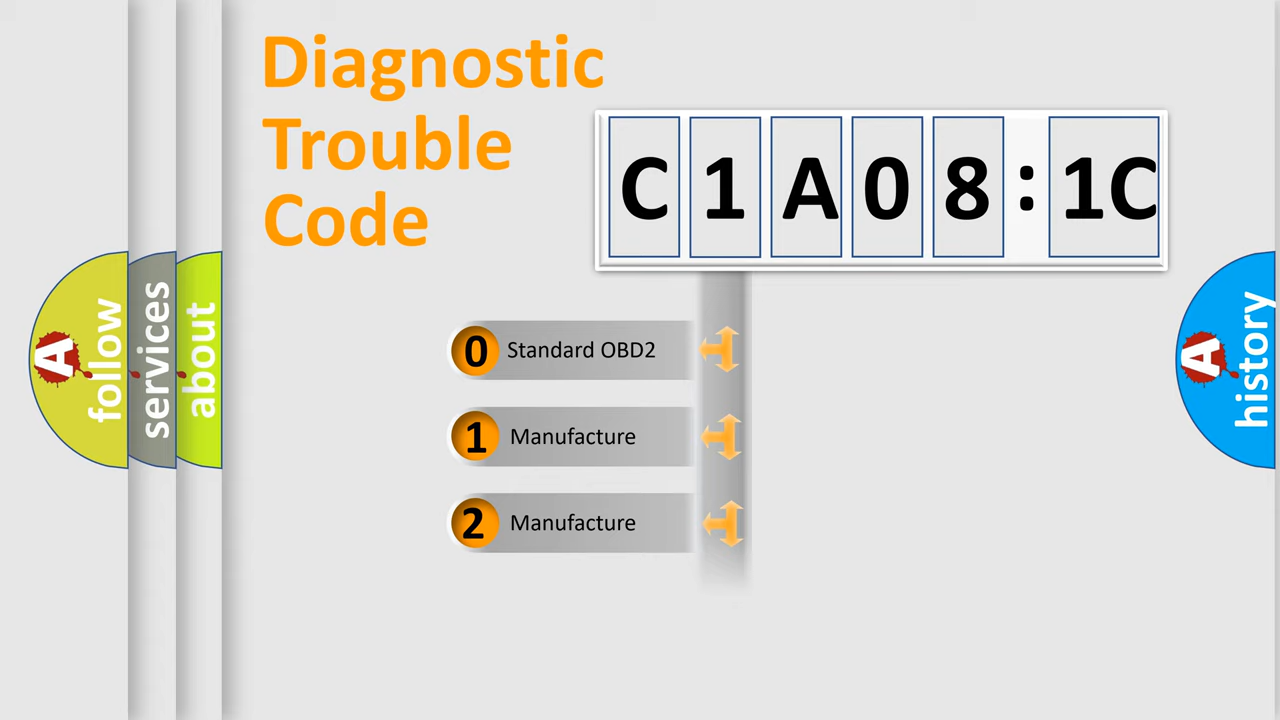 Diagnostic
Trouble
Code
C1A08:1C
0 Standard OBD2
1 Manufacture
2 Manufacture
A follow
services
about
A history